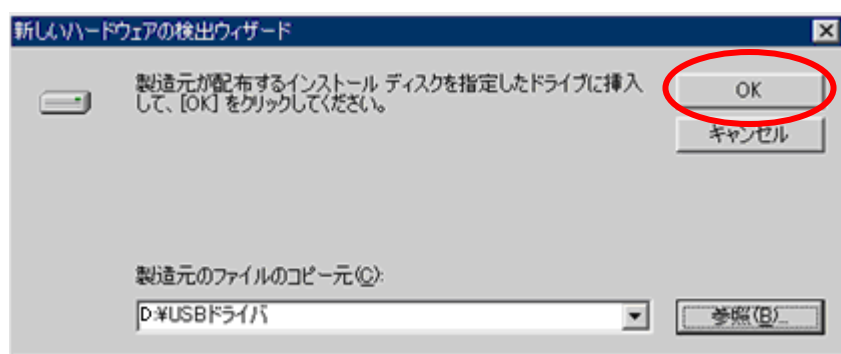 新しいハードウェアの検出ウィザード
製造元が配布するインストール ディスクを指定したドライブに挿入
して、[OK] をクリックしてください。
OK
キャンセル
製造元のファイルのコピー元(C):
D:¥USBドライバ
参照(B)...